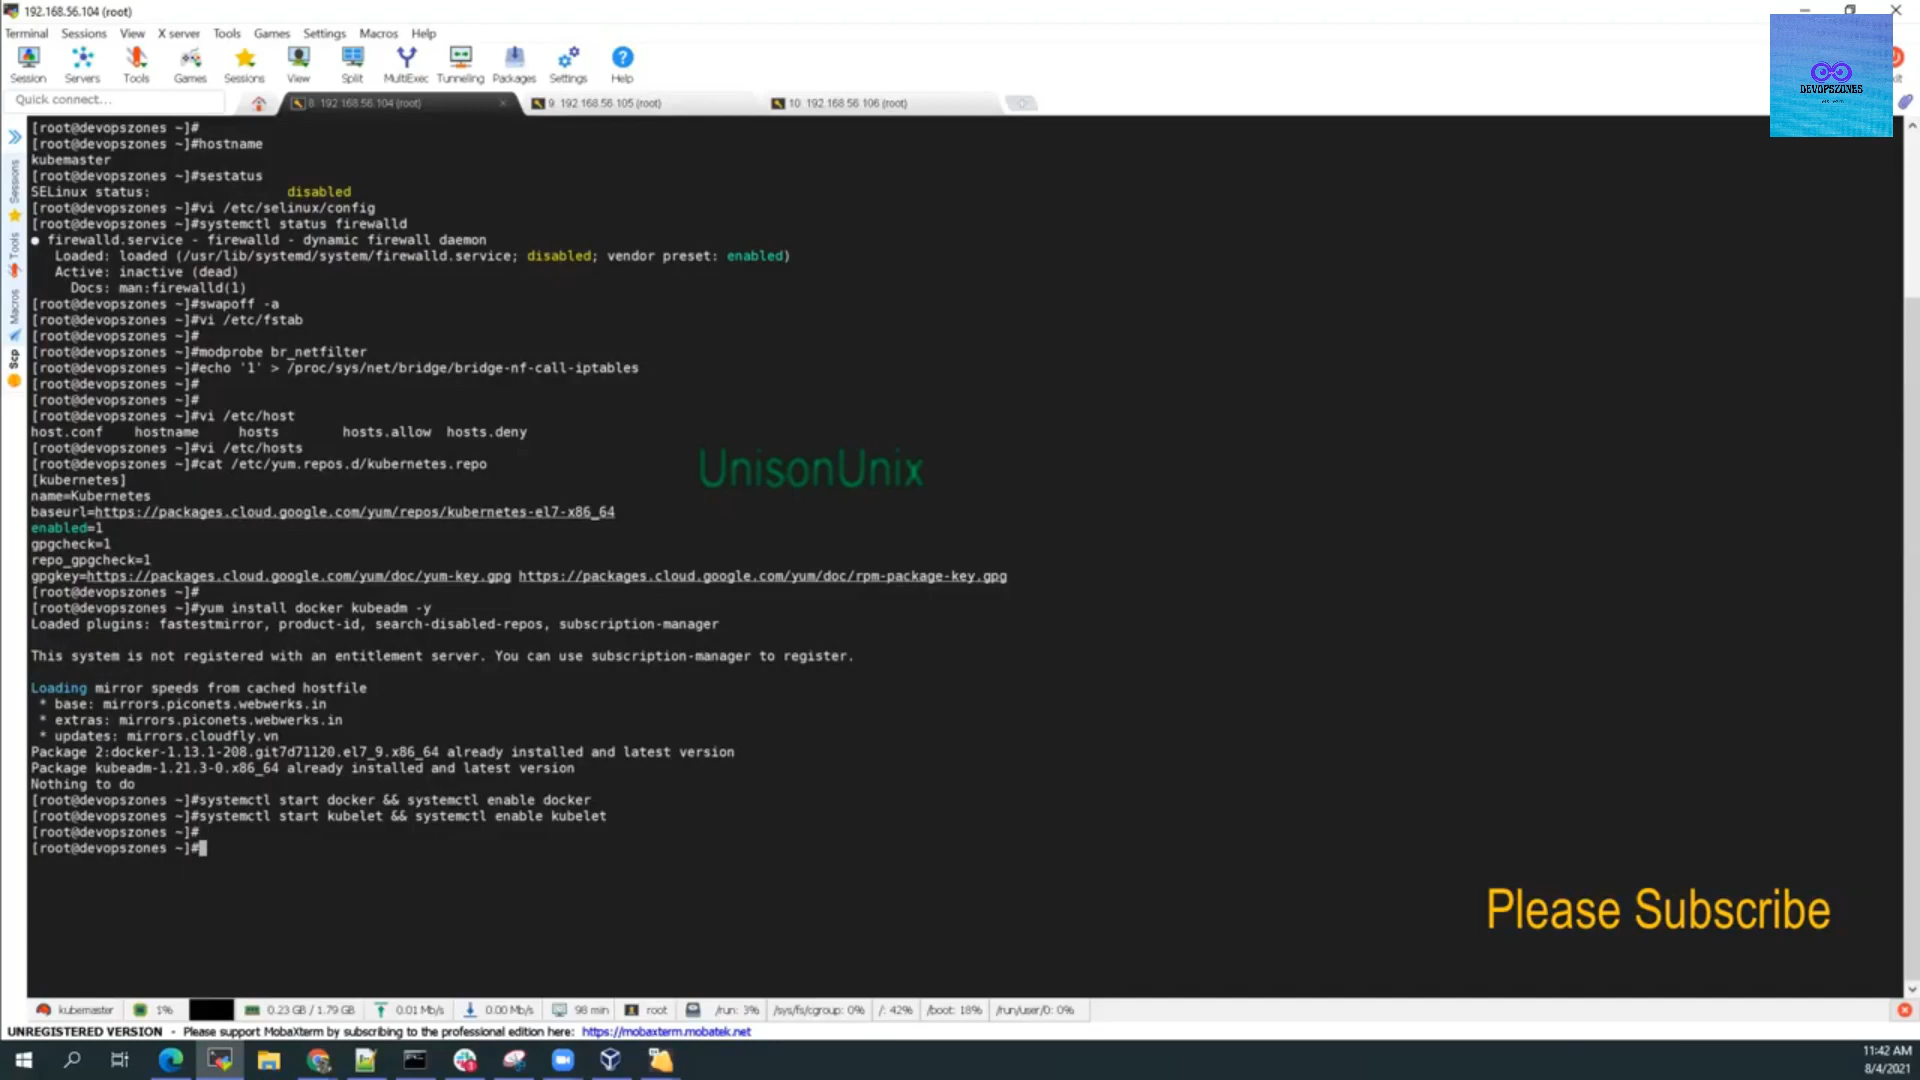 192.168.56.104 (root)
Terminal Sessions View X server Tools Games Settings Macros Help
Session Servers Tools Games Sessions View Split MultiExec Tunneling Packages Settings Help
Quick connect...
8. 192.168.56.104 (root)
9. 192.168.56.105 (root)
10. 192.168.56.106 (root)
DEVOPSZONES
Sessions
Tools
Macros
Scp
[root@devopszones ~]#
[root@devopszones ~]#hostname
kubemaster
[root@devopszones ~]#sestatus
SELinux status: disabled
[root@devopszones ~]#vi /etc/selinux/config
[root@devopszones ~]#systemctl status firewalld
● firewalld.service - firewalld - dynamic firewall daemon
Loaded: loaded (/usr/lib/systemd/system/firewalld.service; disabled; vendor preset: enabled)
Active: inactive (dead)
Docs: man:firewalld(1)
[root@devopszones ~]#swapoff -a
[root@devopszones ~]#vi /etc/fstab
[root@devopszones ~]#
[root@devopszones ~]#modprobe br_netfilter
[root@devopszones ~]#echo '1' > /proc/sys/net/bridge/bridge-nf-call-iptables
[root@devopszones ~]#
[root@devopszones ~]#
[root@devopszones ~]#vi /etc/host
host.conf hostname hosts hosts.allow hosts.deny
[root@devopszones ~]#vi /etc/hosts
[root@devopszones ~]#cat /etc/yum.repos.d/kubernetes.repo
[kubernetes]
name=Kubernetes
baseurl=https://packages.cloud.google.com/yum/repos/kubernetes-el7-x86_64
enabled=1
gpgcheck=1
repo_gpgcheck=1
gpgkey=https://packages.cloud.google.com/yum/doc/yum-key.gpg https://packages.cloud.google.com/yum/doc/rpm-package-key.gpg
[root@devopszones ~]#
[root@devopszones ~]#yum install docker kubeadm -y
Loaded plugins: fastestmirror, product-id, search-disabled-repos, subscription-manager
This system is not registered with an entitlement server. You can use subscription-manager to register.
Loading mirror speeds from cached hostfile
* base: mirrors.piconets.webwerks.in
* extras: mirrors.piconets.webwerks.in
* updates: mirrors.cloudfly.vn
Package 2:docker-1.13.1-208.git7d71120.el7_9.x86_64 already installed and latest version
Package kubeadm-1.21.3-0.x86_64 already installed and latest version
Nothing to do
[root@devopszones ~]#systemctl start docker && systemctl enable docker
[root@devopszones ~]#systemctl start kubelet && systemctl enable kubelet
[root@devopszones ~]#
[root@devopszones ~]#
UnisonUnix
Please Subscribe
kubemaster 1% 0.23 GB / 1.79 GB 0.01 Mb/s 0.00 Mb/s 98 min root /run: 3% /sys/fs/cgroup: 0% /: 42% /boot: 18% /run/user/0: 0%
UNREGISTERED VERSION - Please support MobaXterm by subscribing to the professional edition here: https://mobaxterm.mobatek.net
11:42 AM
8/4/2021